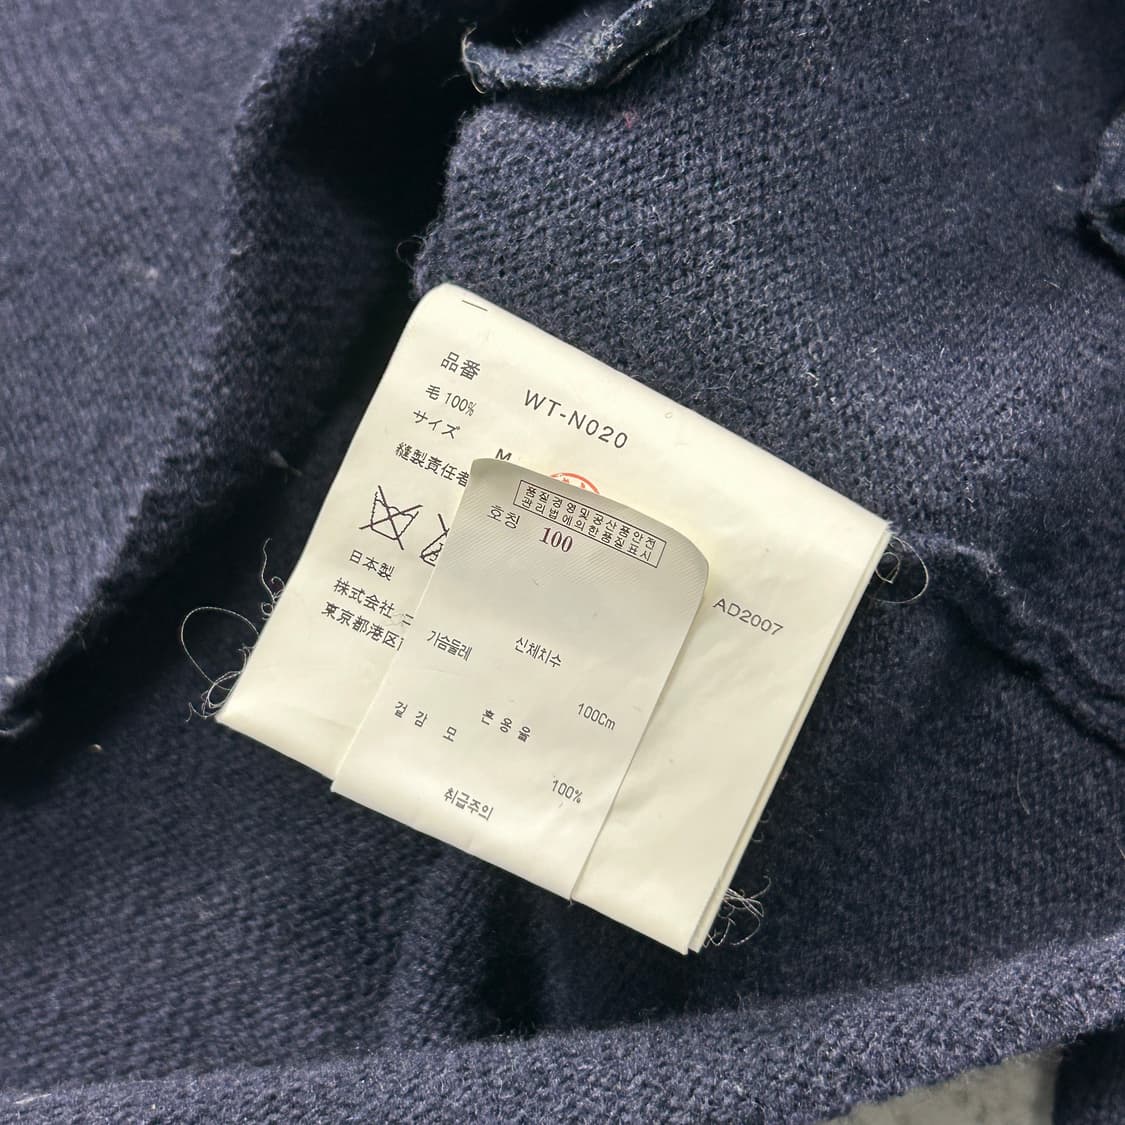 品番
WT-N020
毛 100%
サイズ
M
縫製責任者
日本製
株式会社 ニ
東京都港区
AD2007
품질경영및공산품안전
관리법에의한품질표시
호칭
100
신체치수
가슴둘레
100Cm
겉감
혼용율
모
100%
취급주의